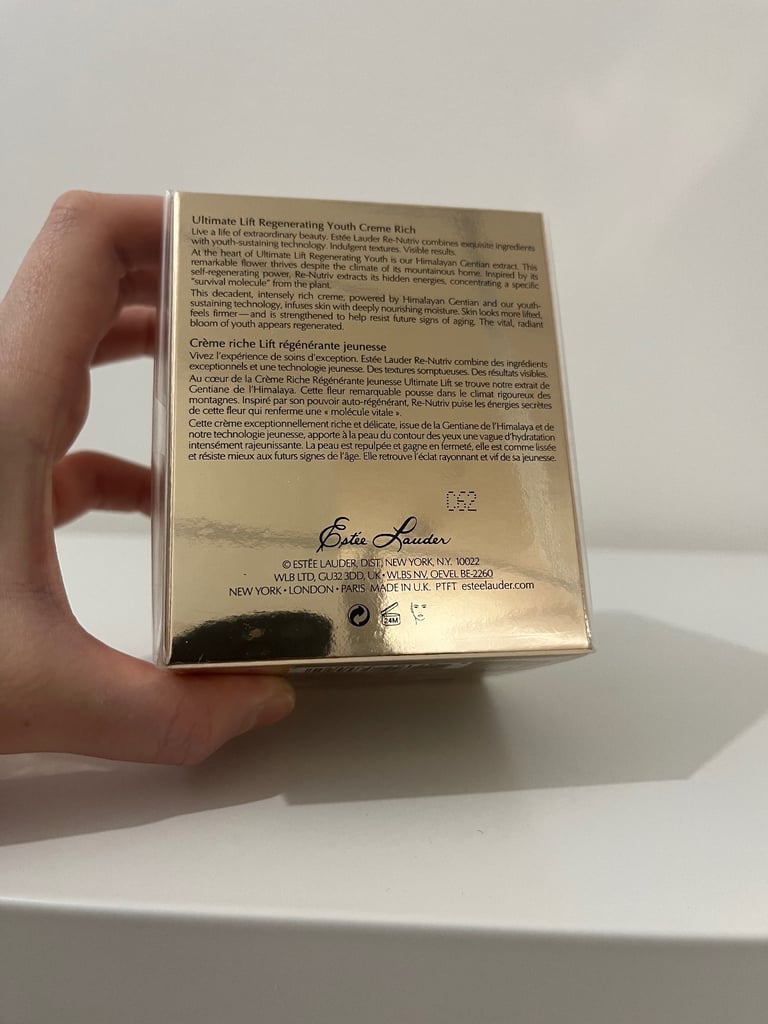 Ultimate Lift Regenerating Youth Creme Rich
Live a life of extraordinary beauty. Estée Lauder Re-Nutriv combines exquisite ingredients
with youth-sustaining technology. Indulgent textures. Visible results.
At the heart of Ultimate Lift Regenerating Youth is our Himalayan Gentian extract. This
remarkable flower thrives despite the climate of its mountainous home. Inspired by its
self-regenerating power, Re-Nutriv extracts its hidden energies, concentrating a specific
"survival molecule" from the plant.
This decadent, intensely rich creme, powered by Himalayan Gentian and our youth-
sustaining technology, infuses skin with deeply nourishing moisture. Skin looks more lifted,
feels firmer—and is strengthened to help resist future signs of aging. The vital, radiant
bloom of youth appears regenerated.
Crème riche Lift régénérante jeunesse
Vivez l'expérience de soins d'exception. Estée Lauder Re-Nutriv combine des ingrédients
exceptionnels et une technologie jeunesse. Des textures somptueuses. Des résultats visibles.
Au cœur de la Crème Riche Régénérante Jeunesse Ultimate Lift se trouve notre extrait de
Gentiane de l'Himalaya. Cette fleur remarquable pousse dans le climat rigoureux des
montagnes. Inspiré par son pouvoir auto-régénérant, Re-Nutriv puise les énergies secrètes
de cette fleur qui renferme une « molécule vitale ».
Cette crème exceptionnellement riche et délicate, issue de la Gentiane de l'Himalaya et de
notre technologie jeunesse, apporte à la peau du contour des yeux une vague d'hydratation
intensément rajeunissante. La peau est repulpée et gagne en fermeté, elle est comme lissée
et résiste mieux aux futurs signes de l'âge. Elle retrouve l'éclat rayonnant et vif de sa jeunesse.
C62
Estée Lauder
© ESTÉE LAUDER, DIST, NEW YORK, N.Y. 10022
WLB LTD, GU32 3DD, UK • WLBS NV, OEVEL BE-2260
NEW YORK • LONDON • PARIS MADE IN U.K. PTFT esteelauder.com
24M